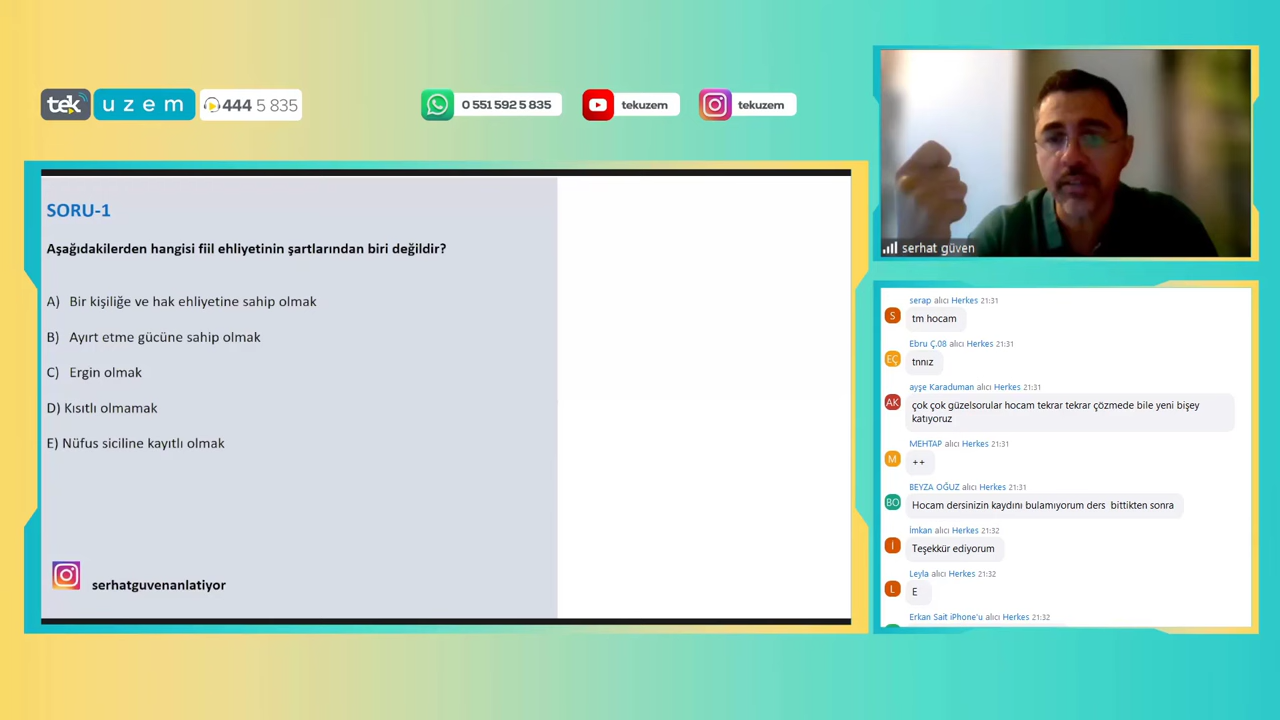 tek uzem 444 5 835
0 551 592 5 835
tekuzem
tekuzem
SORU-1
Aşağıdakilerden hangisi fiil ehliyetinin şartlarından biri değildir?
A) Bir kişiliğe ve hak ehliyetine sahip olmak
B) Ayırt etme gücüne sahip olmak
C) Ergin olmak
D) Kısıtlı olmamak
E) Nüfus siciline kayıtlı olmak
serhatguvenanlatiyor
serhat güven
serap alıcı Herkes 21:31
S
tm hocam
Ebru Ç.08 alıcı Herkes 21:31
EÇ
tnnız
ayşe Karaduman alıcı Herkes 21:31
AK
çok çok güzelsorular hocam tekrar tekrar çözmede bile yeni bişey
katıyoruz
MEHTAP alıcı Herkes 21:31
M
++
BEYZA OĞUZ alıcı Herkes 21:31
BO
Hocam dersinizin kaydını bulamıyorum ders bittikten sonra
İmkan alıcı Herkes 21:32
İ
Teşekkür ediyorum
Leyla alıcı Herkes 21:32
L
E
Erkan Sait iPhone'u alıcı Herkes 21:32